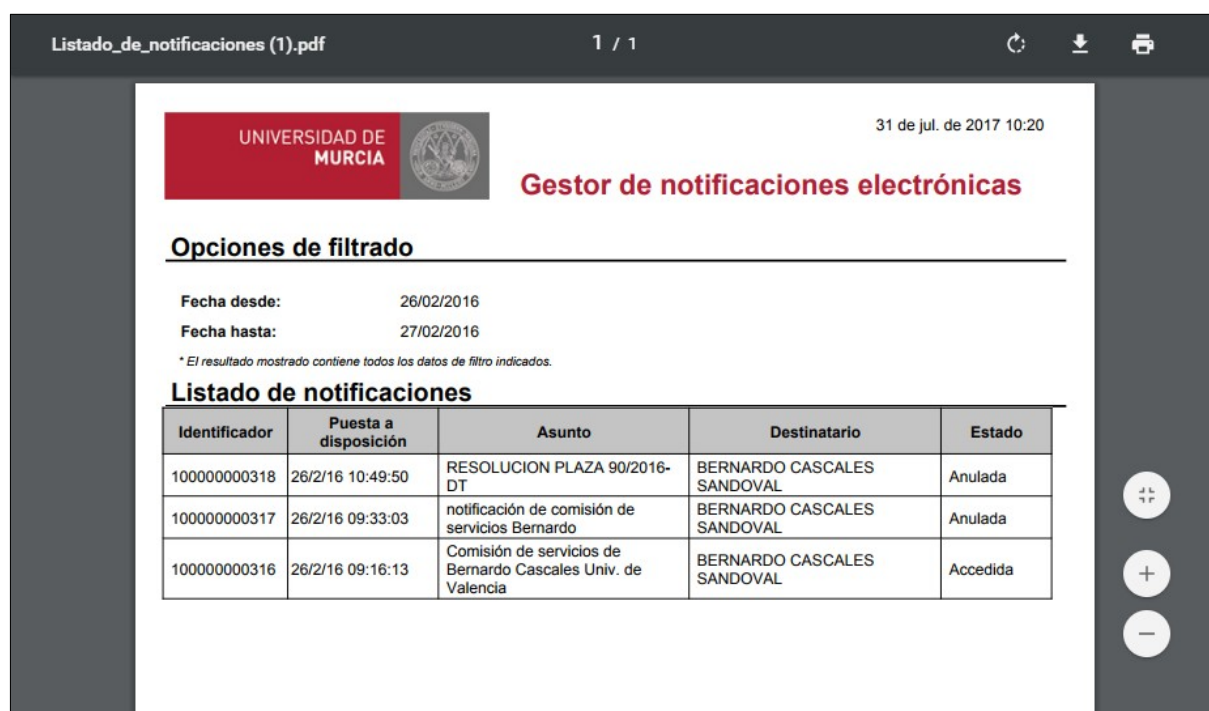 Listado_de_notificaciones (1).pdf 1 / 1
UNIVERSIDAD DE
MURCIA
31 de jul. de 2017 10:20
Gestor de notificaciones electrónicas
Opciones de filtrado
Fecha desde: 26/02/2016
Fecha hasta: 27/02/2016
* El resultado mostrado contiene todos los datos de filtro indicados.
Listado de notificaciones
Identificador Puesta a disposición Asunto Destinatario Estado
100000000318 26/2/16 10:49:50 RESOLUCION PLAZA 90/2016-DT BERNARDO CASCALES SANDOVAL Anulada
100000000317 26/2/16 09:33:03 notificación de comisión de servicios Bernardo BERNARDO CASCALES SANDOVAL Anulada
100000000316 26/2/16 09:16:13 Comisión de servicios de Bernardo Cascales Univ. de Valencia BERNARDO CASCALES SANDOVAL Accedida